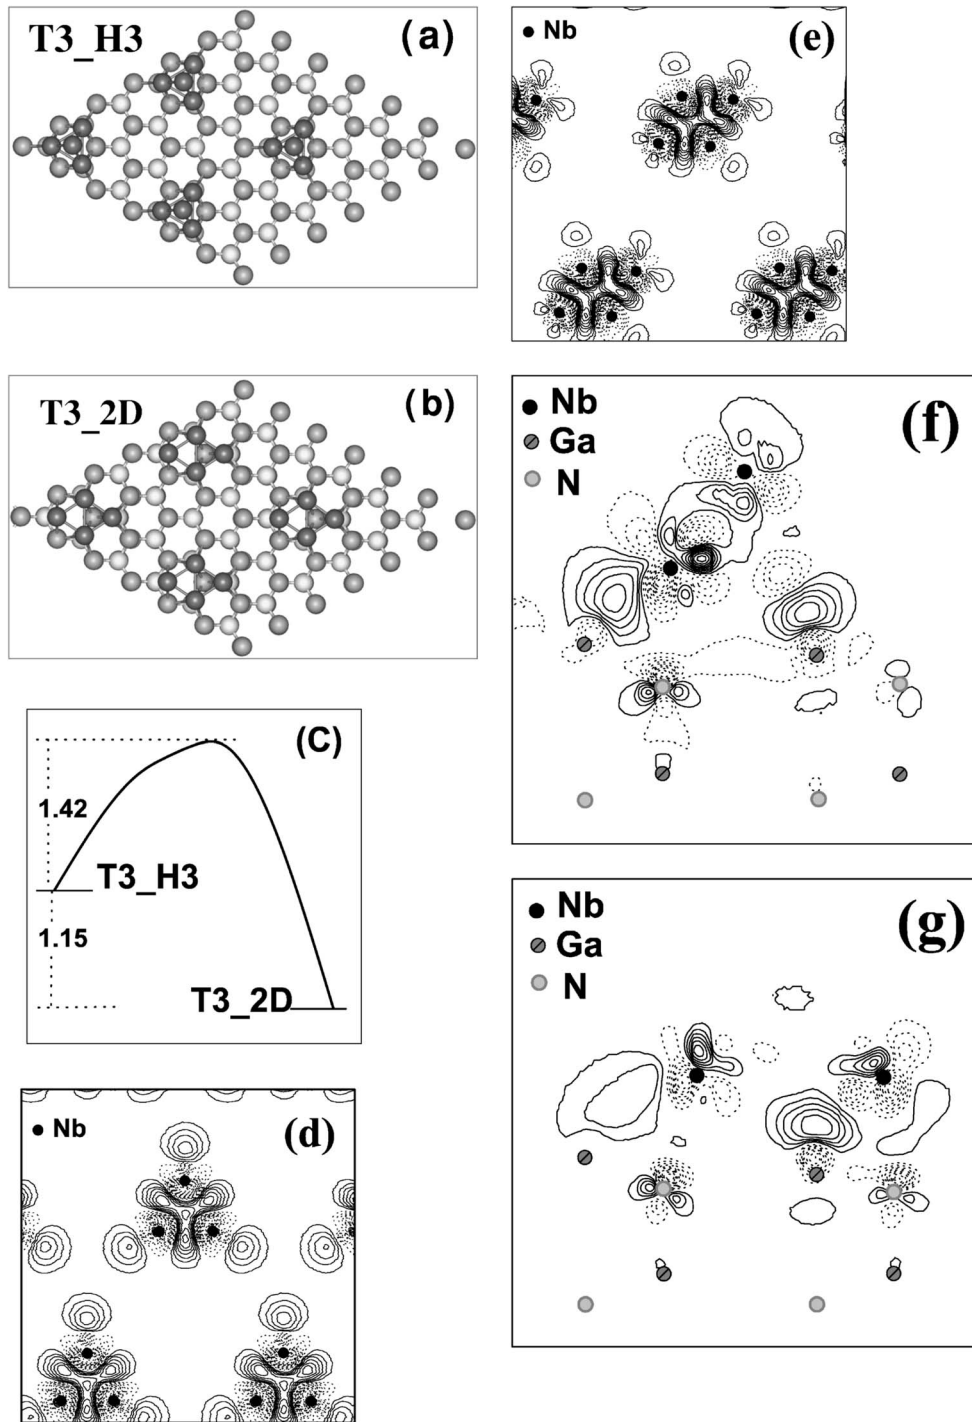 T3_H3
(a)
T3_2D
(b)
(C)
1.42
T3_H3
1.15
T3_2D
Nb
(d)
Nb
(e)
Nb
Ga
N
(f)
Nb
Ga
N
(g)